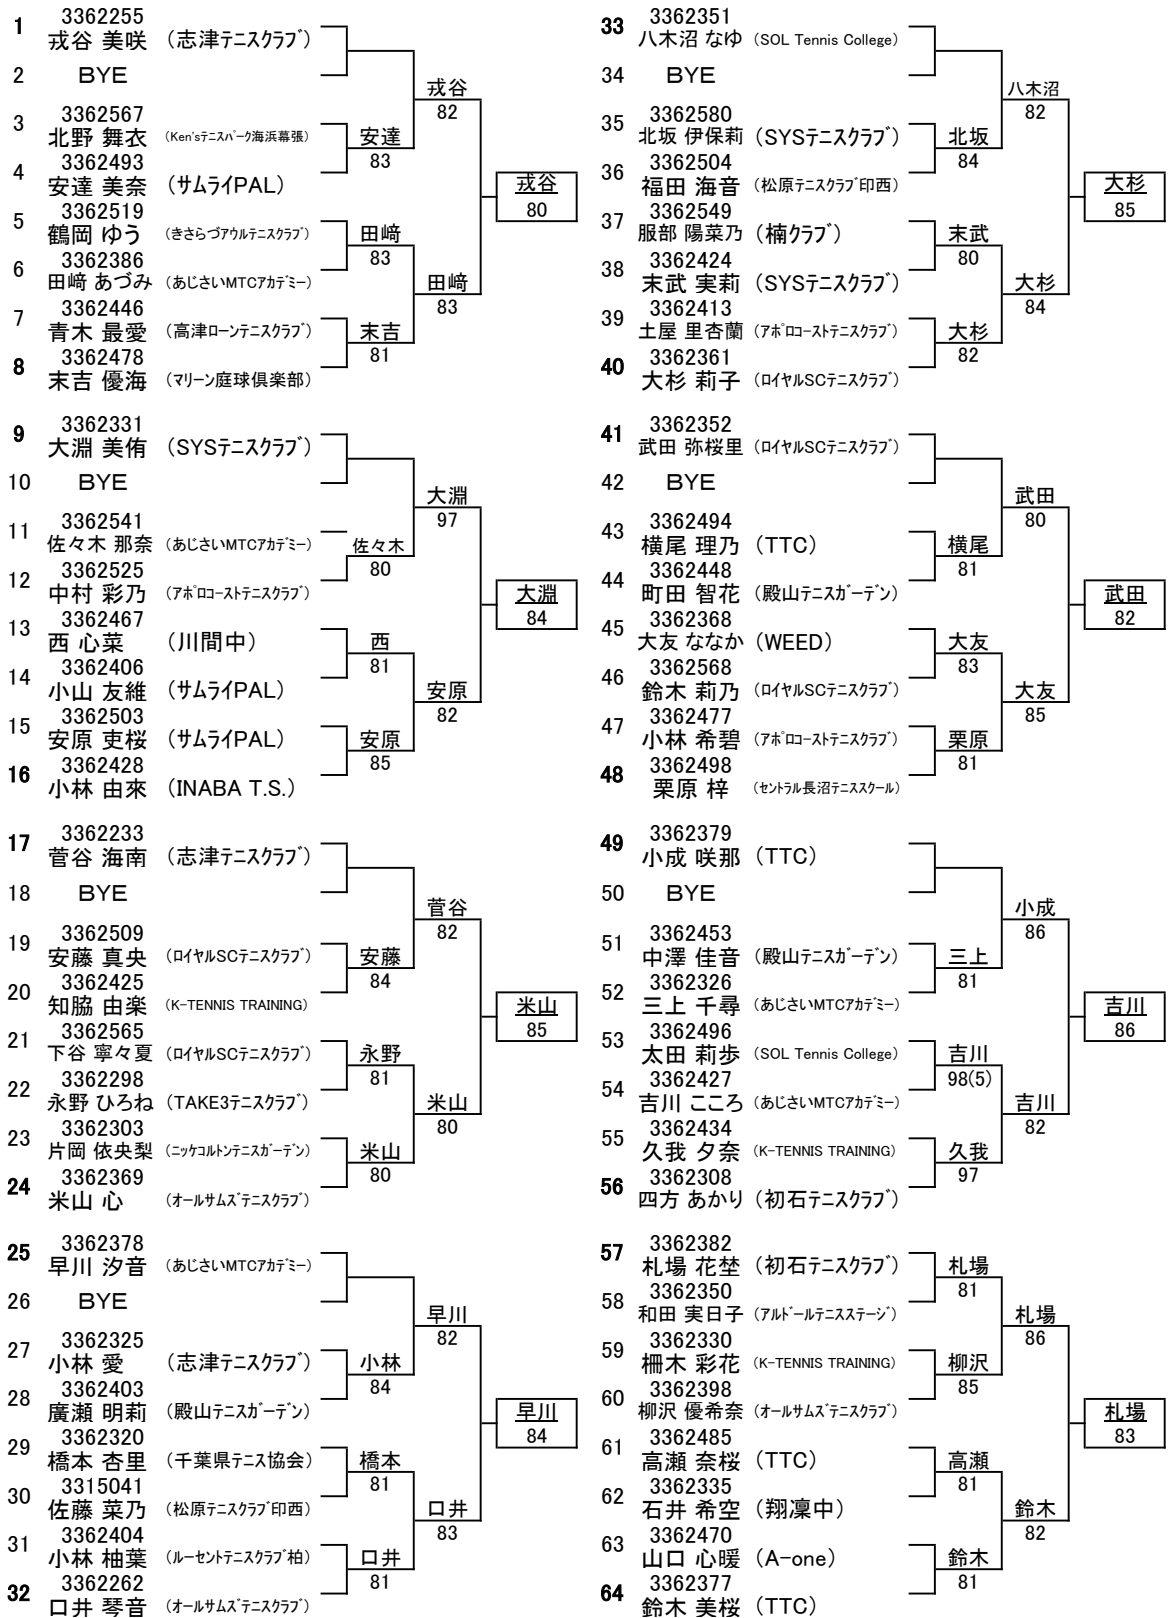 3362255
1 戎谷 美咲 （志津テニスクラブ）
2 BYE
戎谷
82
3362567
3 北野 舞衣 （Ken'sテニスパーク海浜幕張）
安達
83
3362493
4 安達 美奈 （サムライPAL）
戎谷
80
3362519
5 鶴岡 ゆう （きさらづアウルテニスクラブ）
田﨑
83
3362386
6 田﨑 あづみ （あじさいMTCアカデミー）
田﨑
83
3362446
7 青木 最愛 （高津ローンテニスクラブ）
末吉
81
3362478
8 末吉 優海 （マリーン庭球倶楽部）
3362331
9 大淵 美侑 （SYSテニスクラブ）
10 BYE
大淵
97
3362541
11 佐々木 那奈 （あじさいMTCアカデミー）
佐々木
80
3362525
12 中村 彩乃 （アポロコーストテニスクラブ）
大淵
84
3362467
13 西 心菜 （川間中）
西
81
3362406
14 小山 友維 （サムライPAL）
安原
82
3362503
15 安原 吏桜 （サムライPAL）
安原
85
3362428
16 小林 由來 （INABA T.S.）
3362233
17 菅谷 海南 （志津テニスクラブ）
18 BYE
菅谷
82
3362509
19 安藤 真央 （ロイヤルSCテニスクラブ）
安藤
84
3362425
20 知脇 由楽 （K-TENNIS TRAINING）
米山
85
3362565
21 下谷 寧々夏 （ロイヤルSCテニスクラブ）
永野
81
3362298
22 永野 ひろね （TAKE3テニスクラブ）
米山
80
3362303
23 片岡 依央梨 （ニッケコルトンテニスガーデン）
米山
80
3362369
24 米山 心 （オールサムズテニスクラブ）
3362378
25 早川 汐音 （あじさいMTCアカデミー）
26 BYE
早川
82
3362325
27 小林 愛 （志津テニスクラブ）
小林
84
3362403
28 廣瀬 明莉 （殿山テニスガーデン）
早川
84
3362320
29 橋本 杏里 （千葉県テニス協会）
橋本
81
3315041
30 佐藤 菜乃 （松原テニスクラブ印西）
口井
83
3362404
31 小林 柚葉 （ルーセントテニスクラブ柏）
口井
81
3362262
32 口井 琴音 （オールサムズテニスクラブ）
3362351
33 八木沼 なゆ （SOL Tennis College）
34 BYE
八木沼
82
3362580
35 北坂 伊保莉 （SYSテニスクラブ）
北坂
84
3362504
36 福田 海音 （松原テニスクラブ印西）
大杉
85
3362549
37 服部 陽菜乃 （楠クラブ）
末武
80
3362424
38 末武 実莉 （SYSテニスクラブ）
大杉
84
3362413
39 土屋 里杏蘭 （アポロコーストテニスクラブ）
大杉
82
3362361
40 大杉 莉子 （ロイヤルSCテニスクラブ）
3362352
41 武田 弥桜里 （ロイヤルSCテニスクラブ）
42 BYE
武田
80
3362494
43 横尾 理乃 （TTC）
横尾
81
3362448
44 町田 智花 （殿山テニスガーデン）
武田
82
3362368
45 大友 ななか （WEED）
大友
83
3362568
46 鈴木 莉乃 （ロイヤルSCテニスクラブ）
大友
85
3362477
47 小林 希碧 （アポロコーストテニスクラブ）
栗原
81
3362498
48 栗原 梓 （セントラル長沼テニススクール）
3362379
49 小成 咲那 （TTC）
50 BYE
小成
86
3362453
51 中澤 佳音 （殿山テニスガーデン）
三上
81
3362326
52 三上 千尋 （あじさいMTCアカデミー）
吉川
86
3362496
53 太田 莉歩 （SOL Tennis College）
吉川
98(5)
3362427
54 吉川 こころ （あじさいMTCアカデミー）
吉川
82
3362434
55 久我 夕奈 （K-TENNIS TRAINING）
久我
97
3362308
56 四方 あかり （初石テニスクラブ）
3362382
57 札場 花埜 （初石テニスクラブ）
札場
81
3362350
58 和田 実日子 （アルドールテニスステージ）
札場
86
3362330
59 柵木 彩花 （K-TENNIS TRAINING）
柳沢
85
3362398
60 柳沢 優希奈 （オールサムズテニスクラブ）
札場
83
3362485
61 高瀬 奈桜 （TTC）
高瀬
81
3362335
62 石井 希空 （翔凜中）
鈴木
82
3362470
63 山口 心暖 （A-one）
鈴木
81
3362377
64 鈴木 美桜 （TTC）